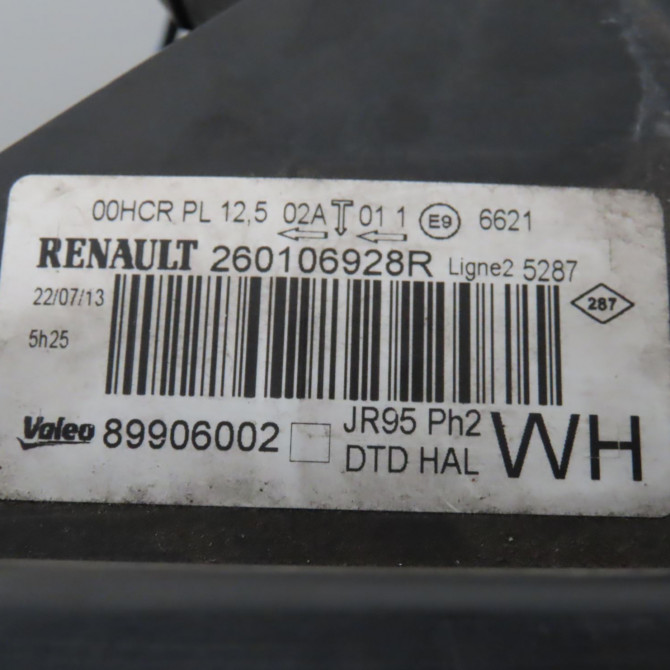 00HCR PL 12,5 02A T 01 1 E9 6621
RENAULT 260106928R Ligne2 5287
22/07/13
287
5h25
Valeo 89906002
JR95 Ph2
DTD HAL
WH